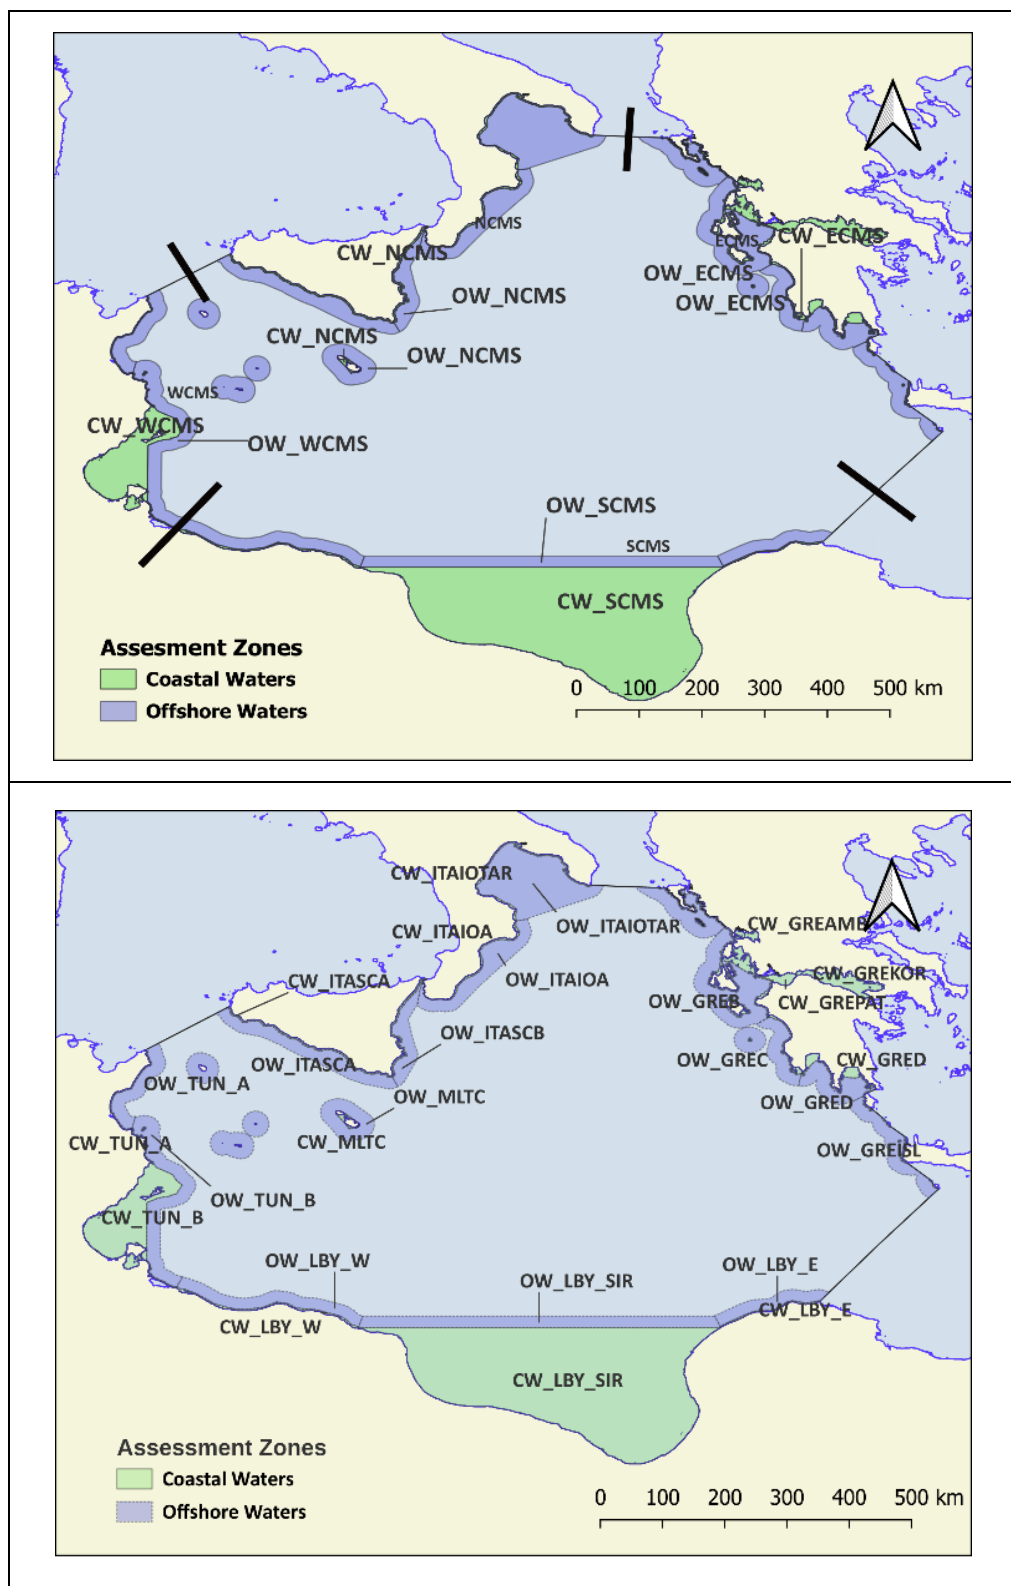 NCMS
CW_NCMS
ECMS
CW_ECMS
OW_ECMS
OW_NCMS
OW_ECMS
CW_NCMS
OW_NCMS
WCMS
CW_WCMS
OW_WCMS
OW_SCMS
SCMS
CW_SCMS
Assesment Zones
Coastal Waters
Offshore Waters
0 100 200 300 400 500 km
CW_ITAIOTAR
OW_ITAIOTAR
CW_GREAMB
CW_ITAIOA
CW_GREKOR
CW_ITASCA
OW_ITAIOA
OW_GREB
CW_GREPAT
OW_ITASCB
OW_ITASCA
OW_GREC
CW_GRED
OW_TUN_A
OW_MLTC
OW_GRED
CW_TUN_A
CW_MLTC
OW_GREISL
OW_TUN_B
CW_TUN_B
OW_LBY_W
OW_LBY_SIR
OW_LBY_E
CW_LBY_W
CW_LBY_E
CW_LBY_SIR
Assessment Zones
Coastal Waters
Offshore Waters
0 100 200 300 400 500 km